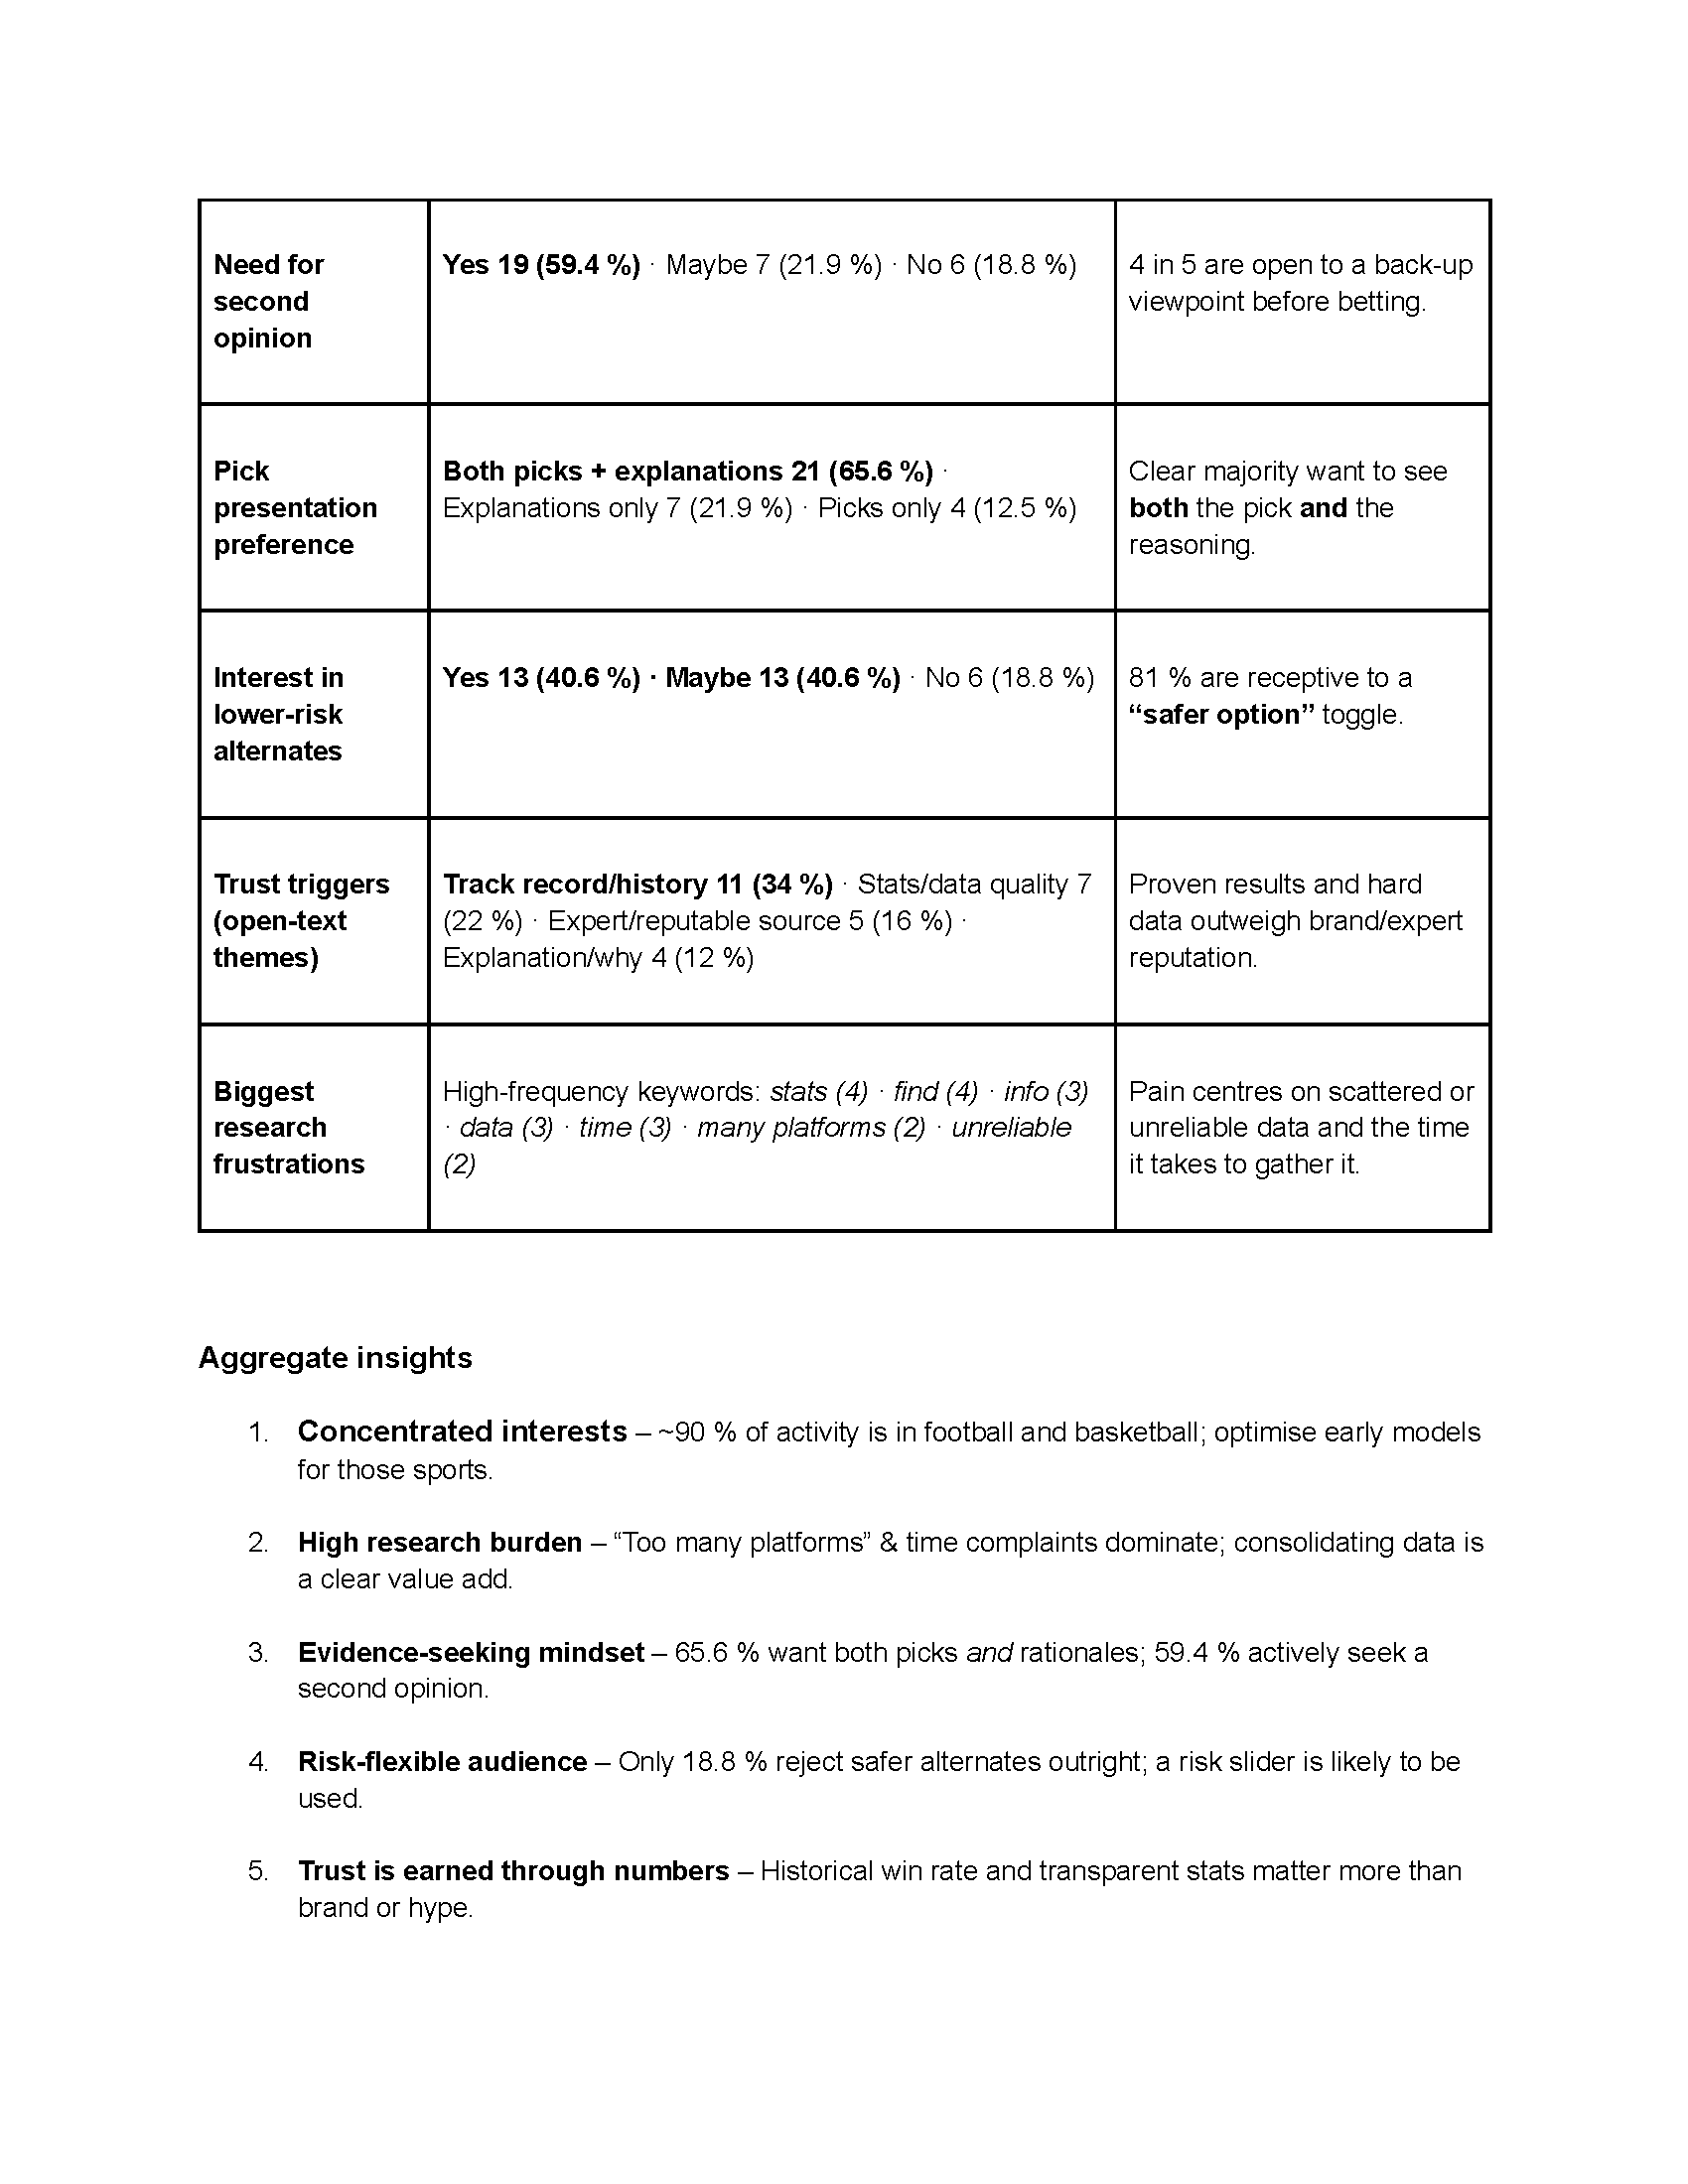 Need for
second
opinion
Yes 19 (59.4 %) · Maybe 7 (21.9 %) · No 6 (18.8 %)
4 in 5 are open to a back-up
viewpoint before betting.
Pick
presentation
preference
Both picks + explanations 21 (65.6 %) ·
Explanations only 7 (21.9 %) · Picks only 4 (12.5 %)
Clear majority want to see
both the pick and the
reasoning.
Interest in
lower-risk
alternates
Yes 13 (40.6 %) · Maybe 13 (40.6 %) · No 6 (18.8 %)
81 % are receptive to a
“safer option” toggle.
Trust triggers
(open-text
themes)
Track record/history 11 (34 %) · Stats/data quality 7
(22 %) · Expert/reputable source 5 (16 %) ·
Explanation/why 4 (12 %)
Proven results and hard
data outweigh brand/expert
reputation.
Biggest
research
frustrations
High-frequency keywords: stats (4) · find (4) · info (3)
· data (3) · time (3) · many platforms (2) · unreliable
(2)
Pain centres on scattered or
unreliable data and the time
it takes to gather it.
Aggregate insights
1. Concentrated interests – ~90 % of activity is in football and basketball; optimise early models
for those sports.
2. High research burden – “Too many platforms” & time complaints dominate; consolidating data is
a clear value add.
3. Evidence-seeking mindset – 65.6 % want both picks and rationales; 59.4 % actively seek a
second opinion.
4. Risk-flexible audience – Only 18.8 % reject safer alternates outright; a risk slider is likely to be
used.
5. Trust is earned through numbers – Historical win rate and transparent stats matter more than
brand or hype.